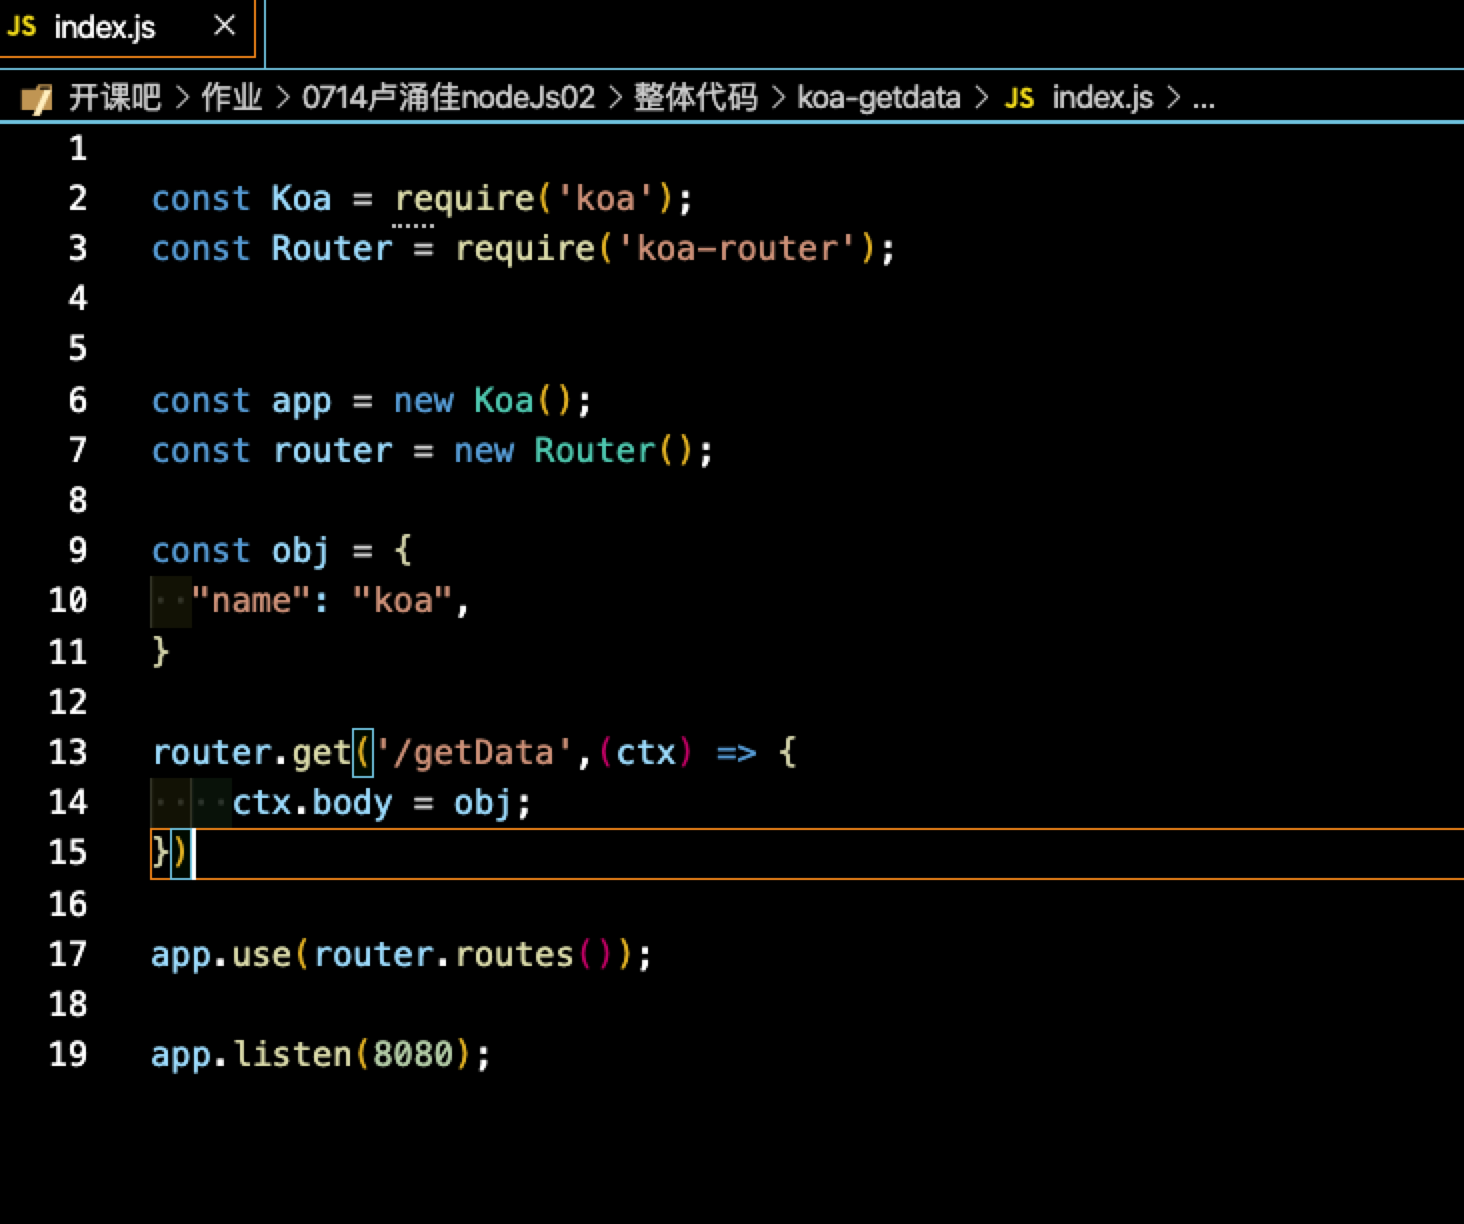 JS index.js ×
开课吧 > 作业 > 0714卢涌佳nodeJs02 > 整体代码 > koa-getdata > JS index.js > ...
1
2 const Koa = require('koa');
3 const Router = require('koa-router');
4
5
6 const app = new Koa();
7 const router = new Router();
8
9 const obj = {
10   "name": "koa",
11 }
12
13 router.get('/getData',(ctx) => {
14     ctx.body = obj;
15 })
16
17 app.use(router.routes());
18
19 app.listen(8080);